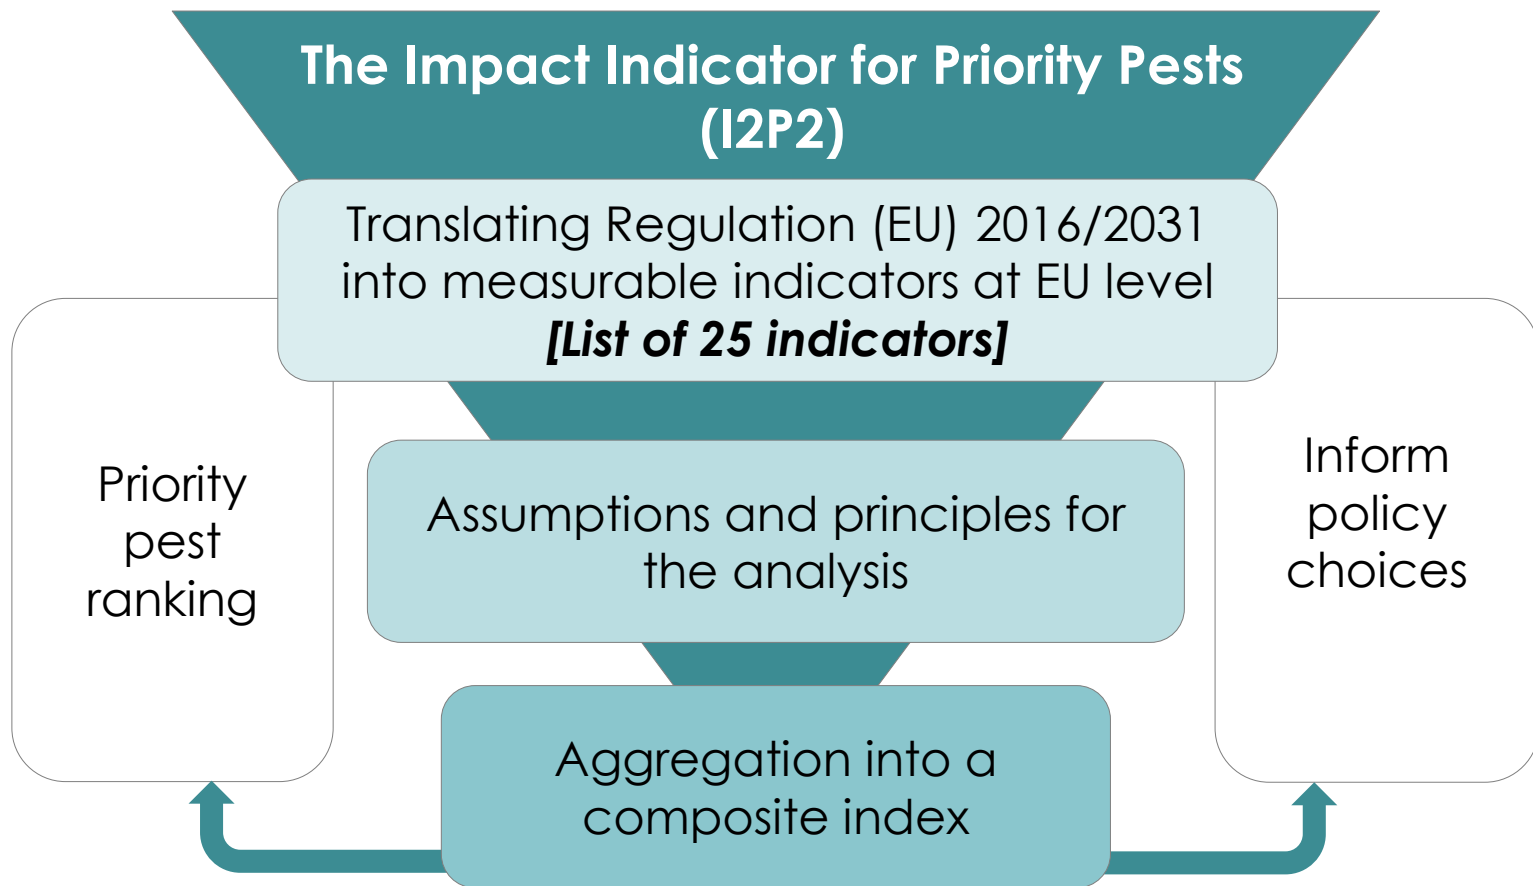 The Impact Indicator for Priority Pests
(I2P2)
Translating Regulation (EU) 2016/2031
into measurable indicators at EU level
[List of 25 indicators]
Priority
pest
ranking
Assumptions and principles for
the analysis
Inform
policy
choices
Aggregation into a
composite index